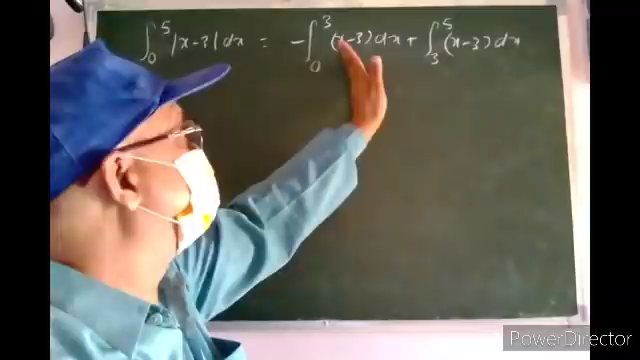 ∫₀⁵ |x-3| dx = -∫₀³ (x-3) dx + ∫₃⁵ (x-3) dx
PowerDirector